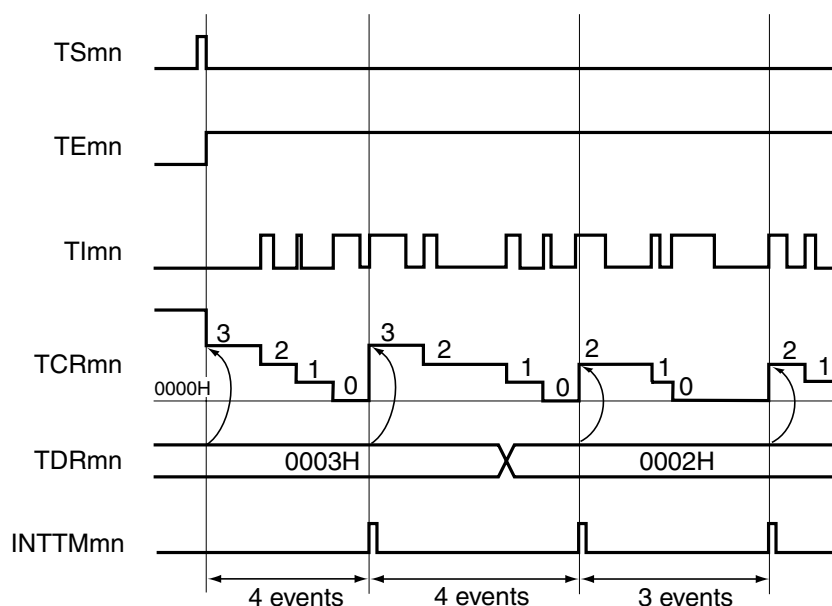 TSmn
TEmn
TImn
TCRmn
3
2
1
0
3
2
1
0
2
1
0
2
1
0000H
TDRmn
0003H
0002H
INTTMmn
4 events
4 events
3 events